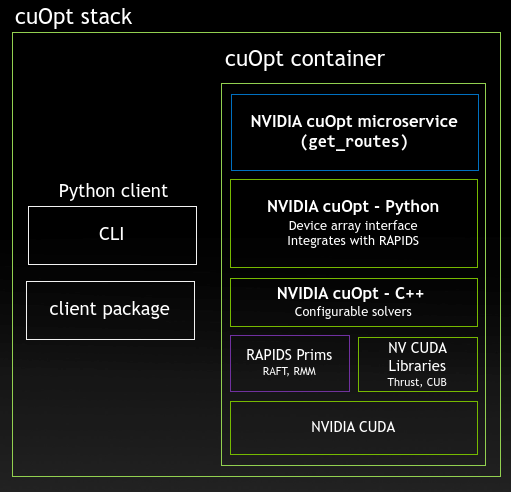 cuOpt stack
cuOpt container
NVIDIA cuOpt microservice
(get_routes)
Python client
CLI
client package
NVIDIA cuOpt - Python
Device array interface
Integrates with RAPIDS
NVIDIA cuOpt - C++
Configurable solvers
RAPIDS Prims
RAFT, RMM
NV CUDA
Libraries
Thrust, CUB
NVIDIA CUDA